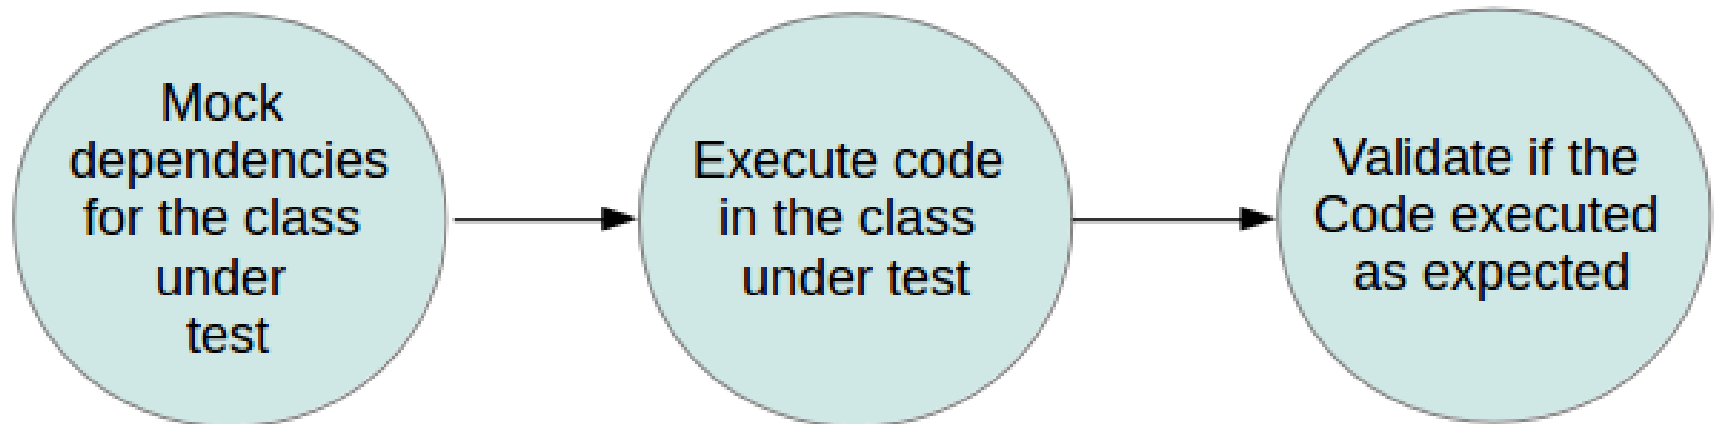 Mock
dependencies
for the class
under
test
Execute code
in the class
under test
Validate if the
Code executed
as expected